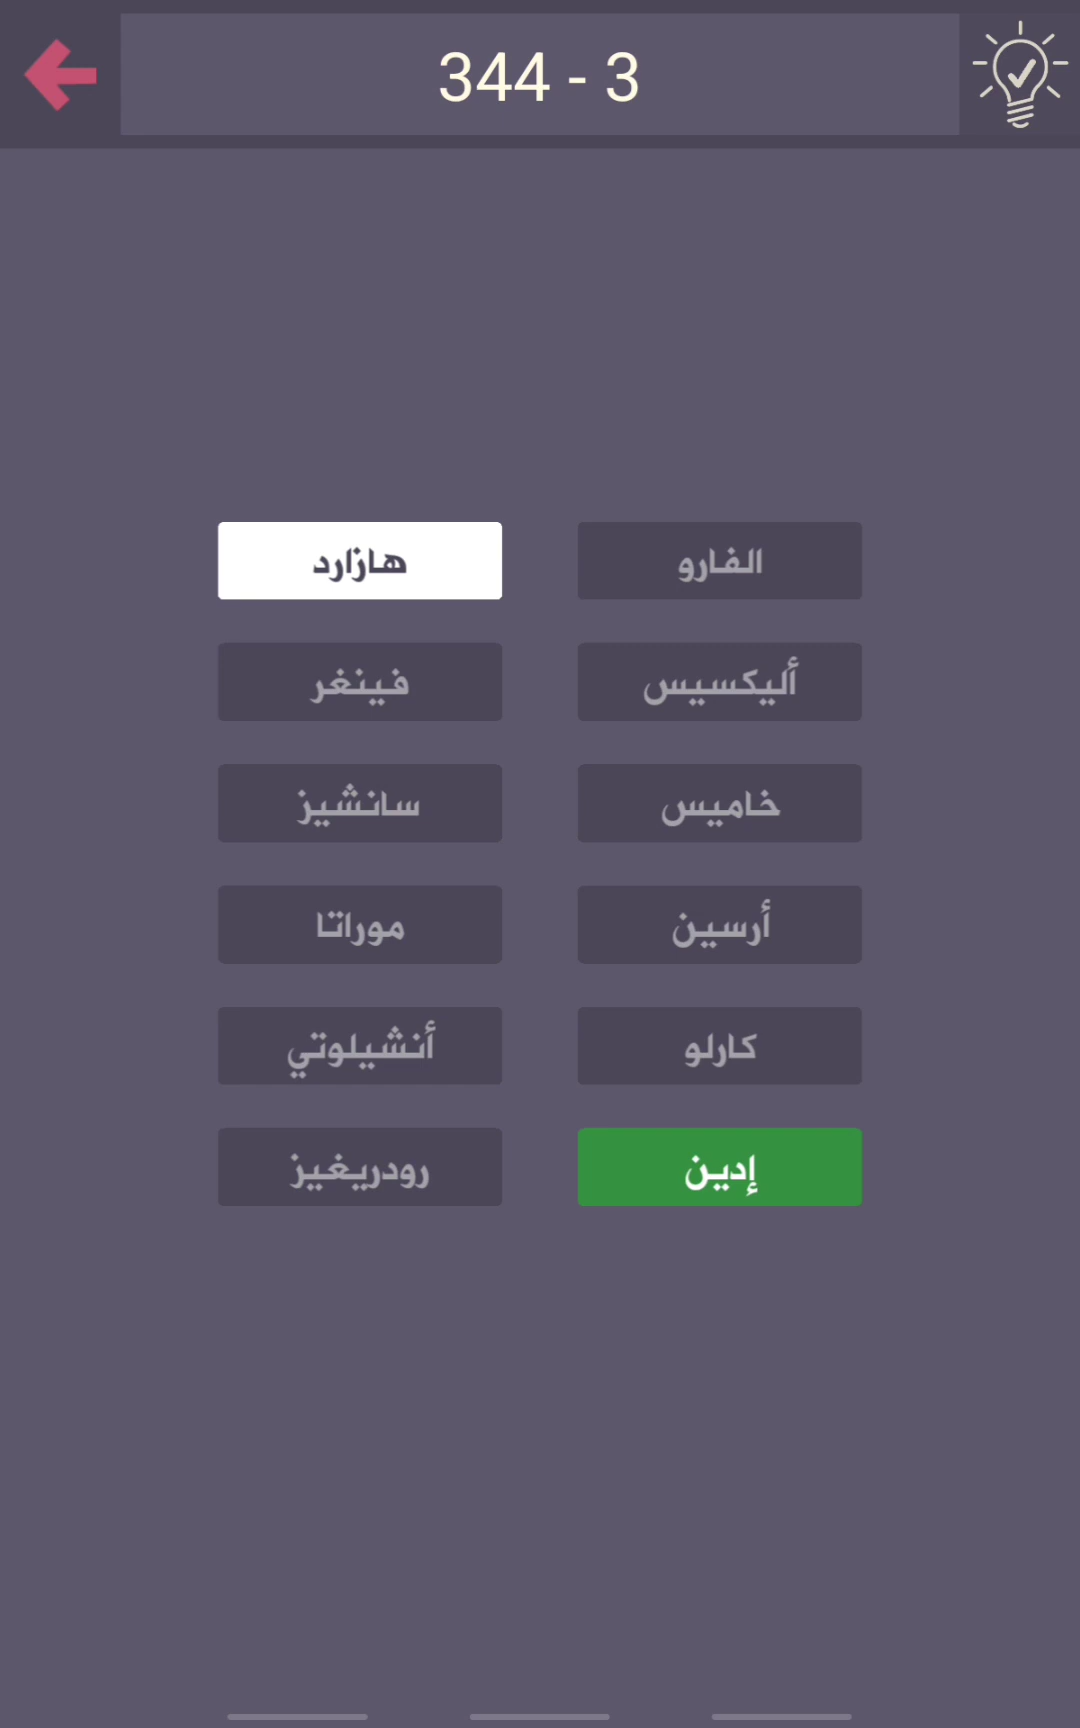 344 - 3
الفارو
هازارد
أليكسيس
فينغر
خاميس
سانشيز
أرسين
موراتا
كارلو
أنشيلوتي
إدين
رودريغيز